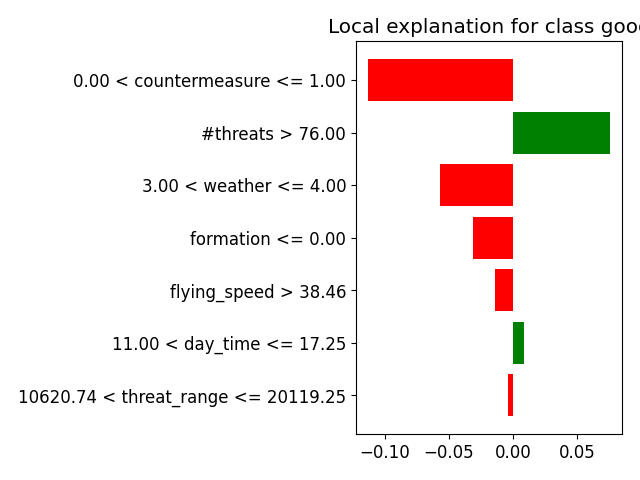 Local explanation for class goo
0.00 < countermeasure <= 1.00
#threats > 76.00
3.00 < weather <= 4.00
formation <= 0.00
flying_speed > 38.46
11.00 < day_time <= 17.25
10620.74 < threat_range <= 20119.25
−0.10 −0.05 0.00 0.05